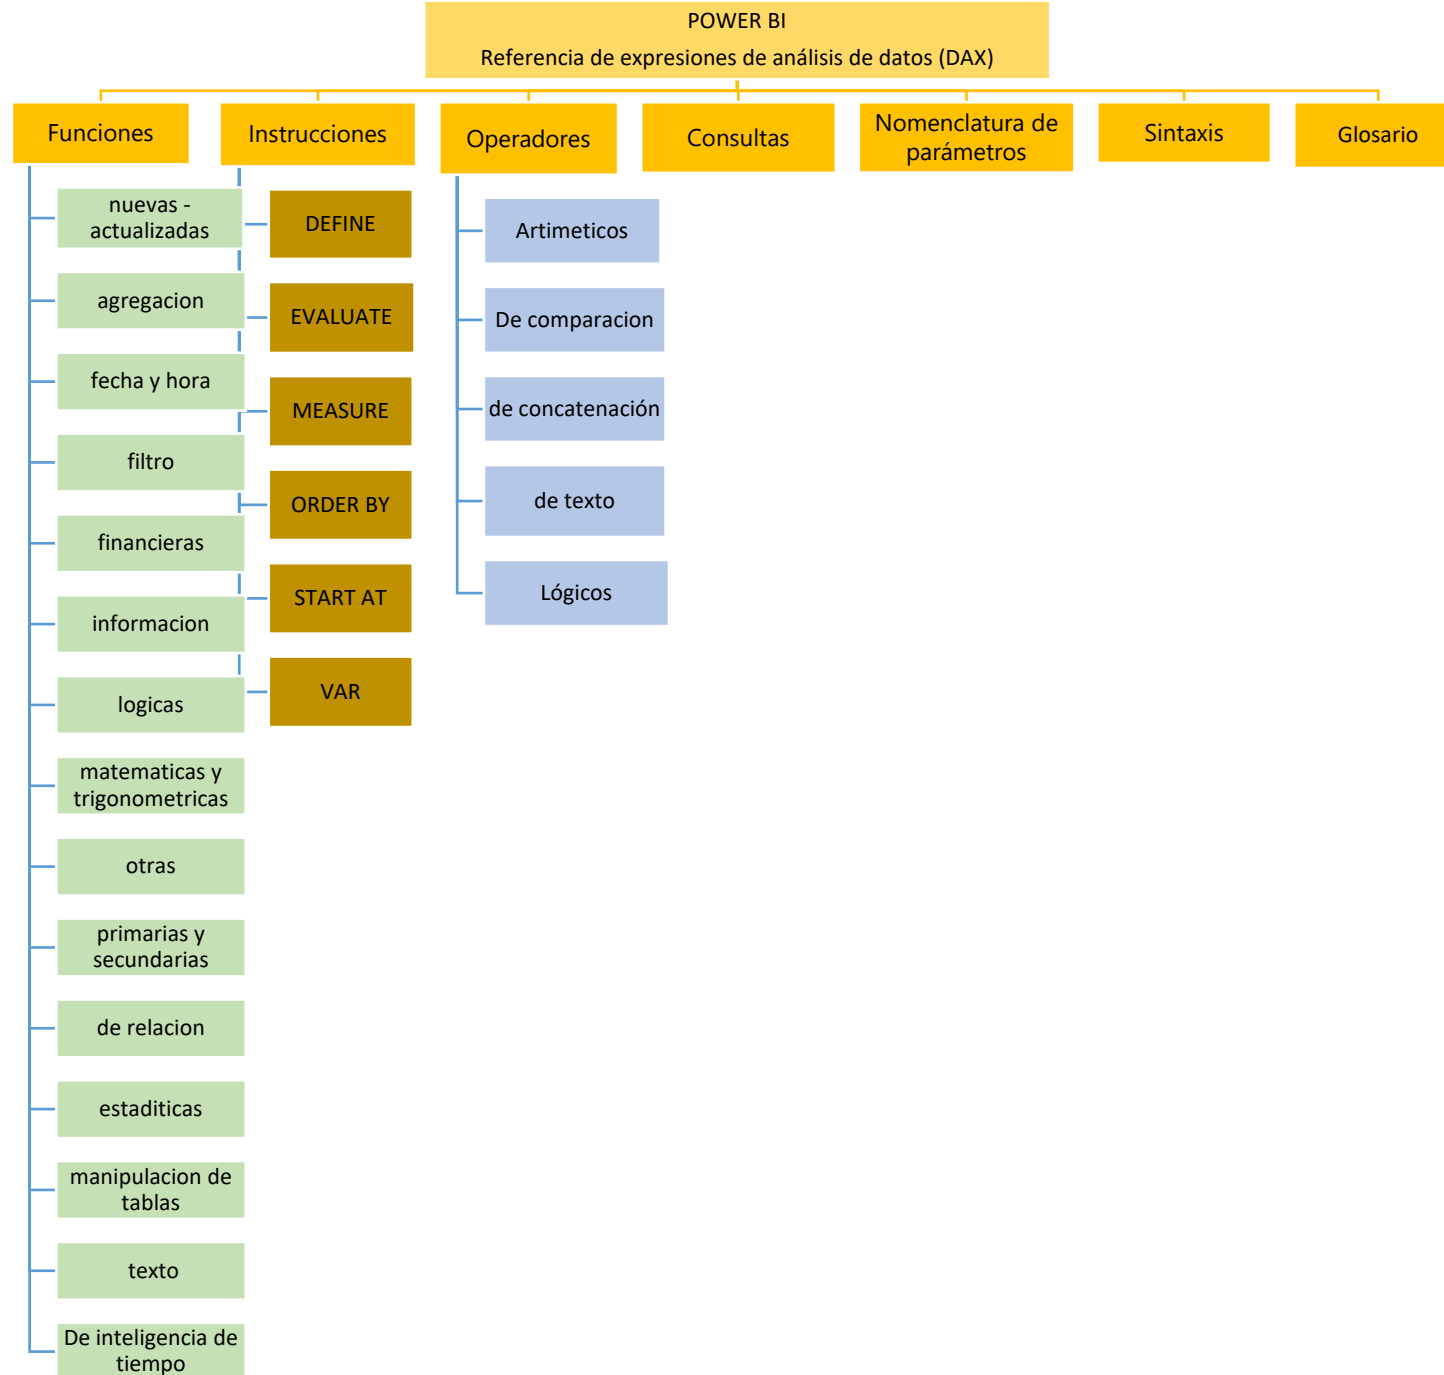 POWER BI
Referencia de expresiones de análisis de datos (DAX)
Funciones
Instrucciones
Operadores
Consultas
Nomenclatura de
parámetros
Sintaxis
Glosario
nuevas -
actualizadas
agregacion
fecha y hora
filtro
financieras
informacion
logicas
matematicas y
trigonometricas
otras
primarias y
secundarias
de relacion
estaditicas
manipulacion de
tablas
texto
De inteligencia de
tiempo
DEFINE
EVALUATE
MEASURE
ORDER BY
START AT
VAR
Artimeticos
De comparacion
de concatenación
de texto
Lógicos